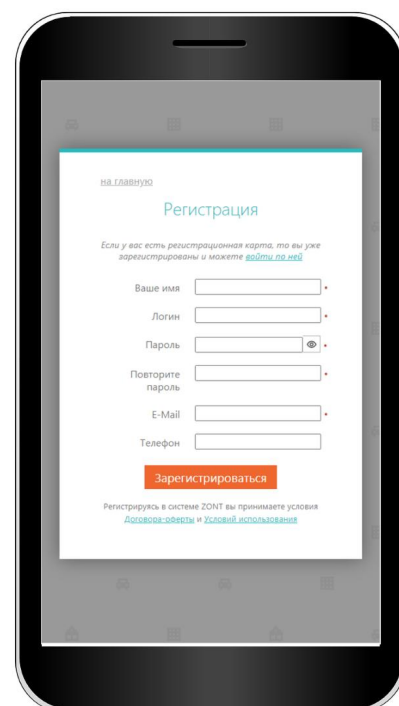 на главную
Регистрация
Если у вас есть регистрационная карта, то вы уже
зарегистрированы и можете войти по ней
Ваше имя
Логин
Пароль
Повторите
пароль
E-Mail
Телефон
Зарегистрироваться
Регистрируясь в системе ZONT вы принимаете условия
Договора-оферты и Условий использования